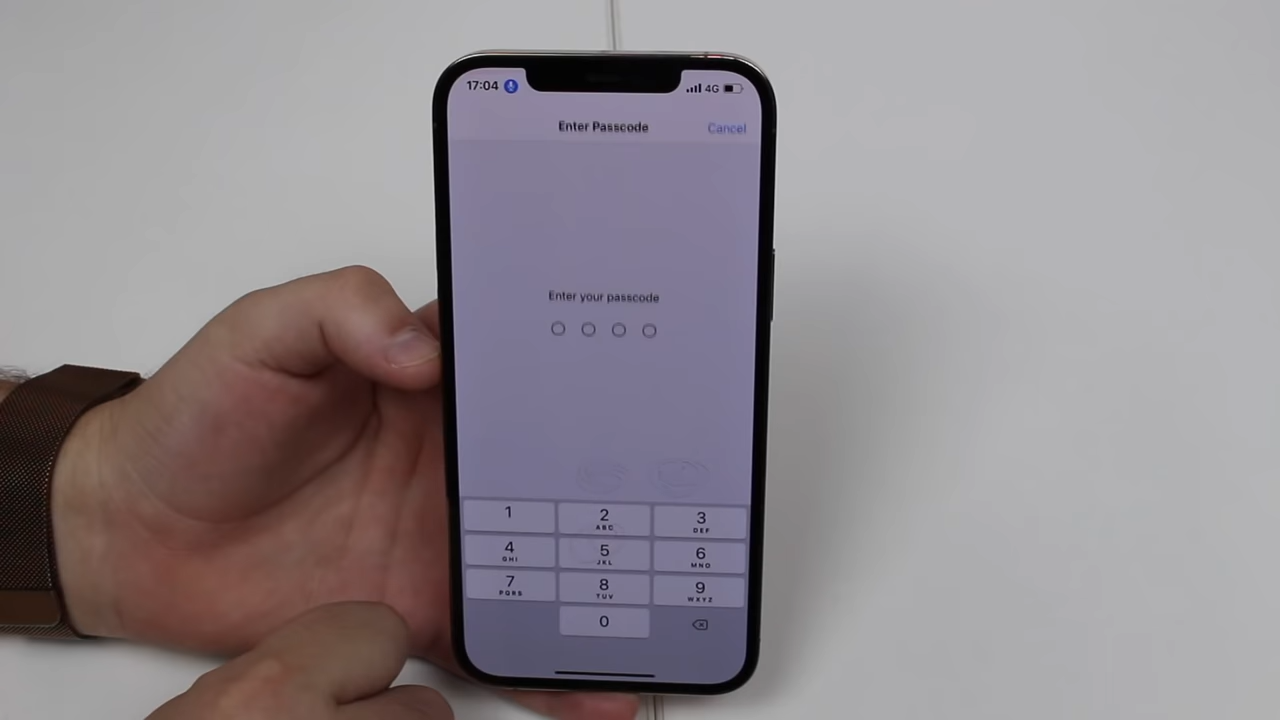 17:04 4G
Enter Passcode Cancel
Enter your passcode
1 2 3
ABC DEF
4 5 6
GHI JKL MNO
7 8 9
PQRS TUV WXYZ
0